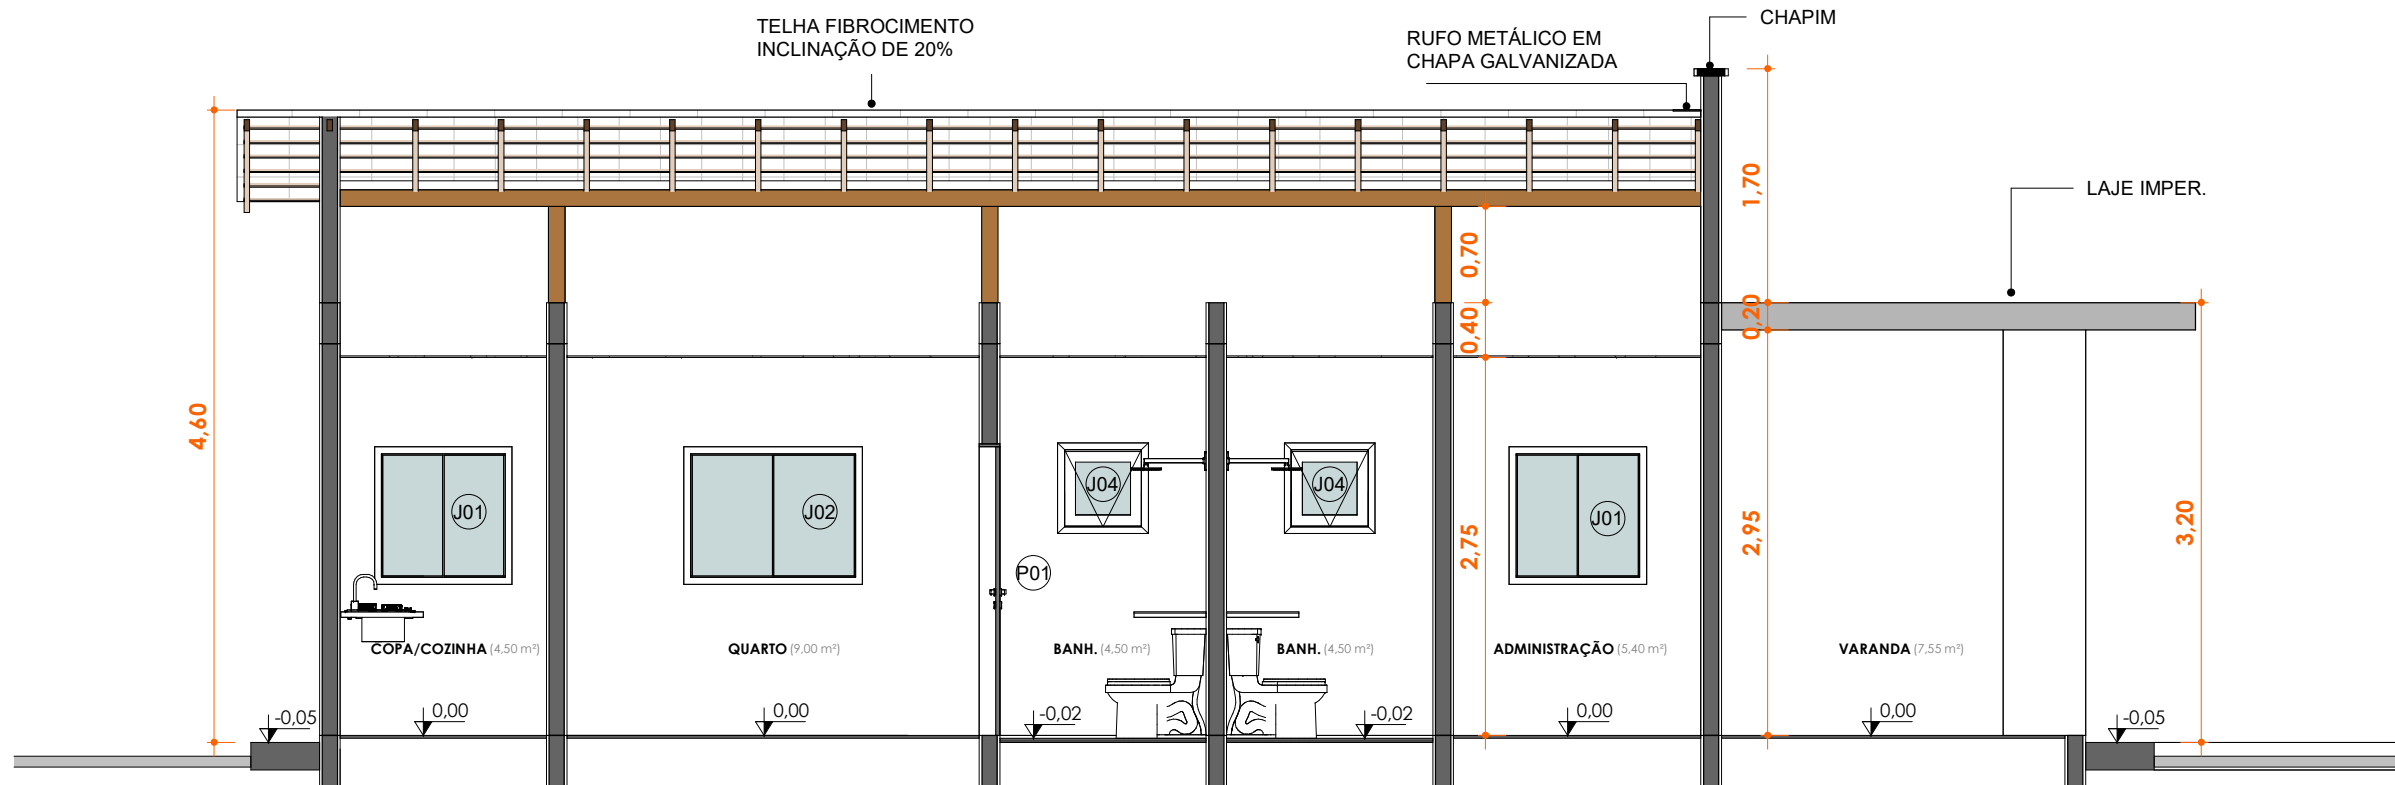 CHAPIM
TELHA FIBROCIMENTO
INCLINAÇÃO DE 20%
RUFO METÁLICO EM
CHAPA GALVANIZADA
LAJE IMPER.
1,70
0,70
0,40
0,20
4,60
2,75
2,95
3,20
J01
J02
J04
J04
J01
P01
COPA/COZINHA (4,50 m²)
QUARTO (9,00 m²)
BANH. (4,50 m²)
BANH. (4,50 m²)
ADMINISTRAÇÃO (5,40 m²)
VARANDA (7,55 m²)
-0,05
0,00
0,00
-0,02
-0,02
0,00
0,00
-0,05